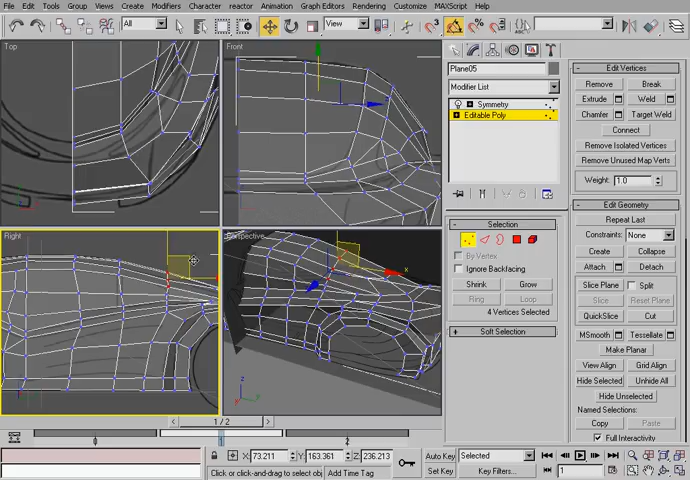 File Edit Tools Group Views Create Modifiers Character reactor Animation Graph Editors Rendering Customize MAXScript Help
All View
Top Front
Right Perspective
Plane05
Modifier List
Symmetry
Editable Poly
Selection
By Vertex
Ignore Backfacing
Shrink Grow
Ring Loop
4 Vertices Selected
Soft Selection
Edit Vertices
Remove Break
Extrude Weld
Chamfer Target Weld
Connect
Remove Isolated Vertices
Remove Unused Map Verts
Weight: 1.0
Edit Geometry
Repeat Last
Constraints: None
Create Collapse
Attach Detach
Slice Plane Split
Slice Reset Plane
QuickSlice Cut
MSmooth Tessellate
Make Planar
View Align Grid Align
Hide Selected Unhide All
Hide Unselected
Named Selections:
Copy Paste
Full Interactivity
1 / 2
0 1 2
X: 73.211 Y: 163.361 Z: 236.213
Auto Key Selected
Click or click-and-drag to select obj Add Time Tag
Set Key Key Filters... 1